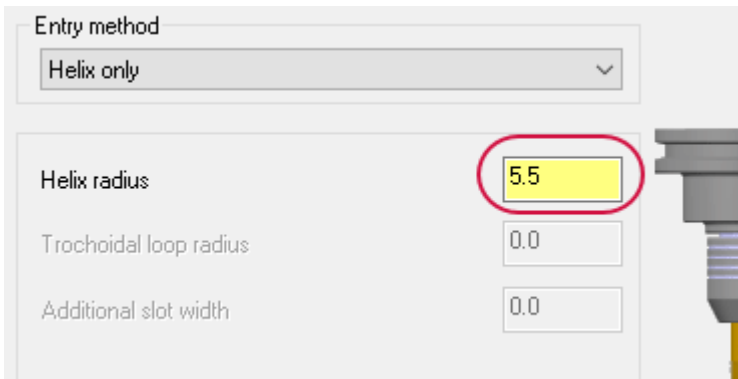 Entry method
Helix only
Helix radius 5.5
Trochoidal loop radius 0.0
Additional slot width 0.0